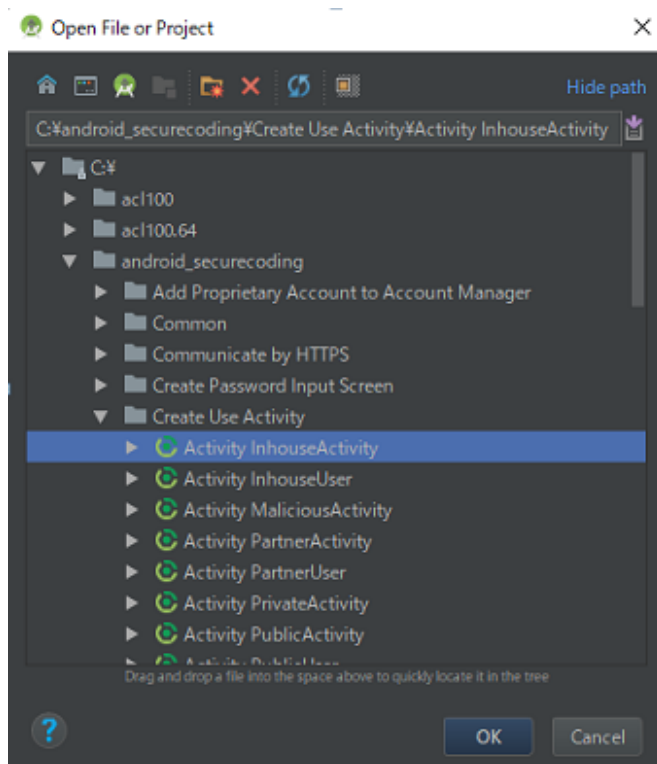 Open File or Project
Hide path
C:¥android_securecoding¥Create Use Activity¥Activity InhouseActivity
C:¥
acl100
acl100.64
android_securecoding
Add Proprietary Account to Account Manager
Common
Communicate by HTTPS
Create Password Input Screen
Create Use Activity
Activity InhouseActivity
Activity InhouseUser
Activity MaliciousActivity
Activity PartnerActivity
Activity PartnerUser
Activity PrivateActivity
Activity PublicActivity
Activity PublicUser
Drag and drop a file into the space above to quickly locate it in the tree
?
OK
Cancel